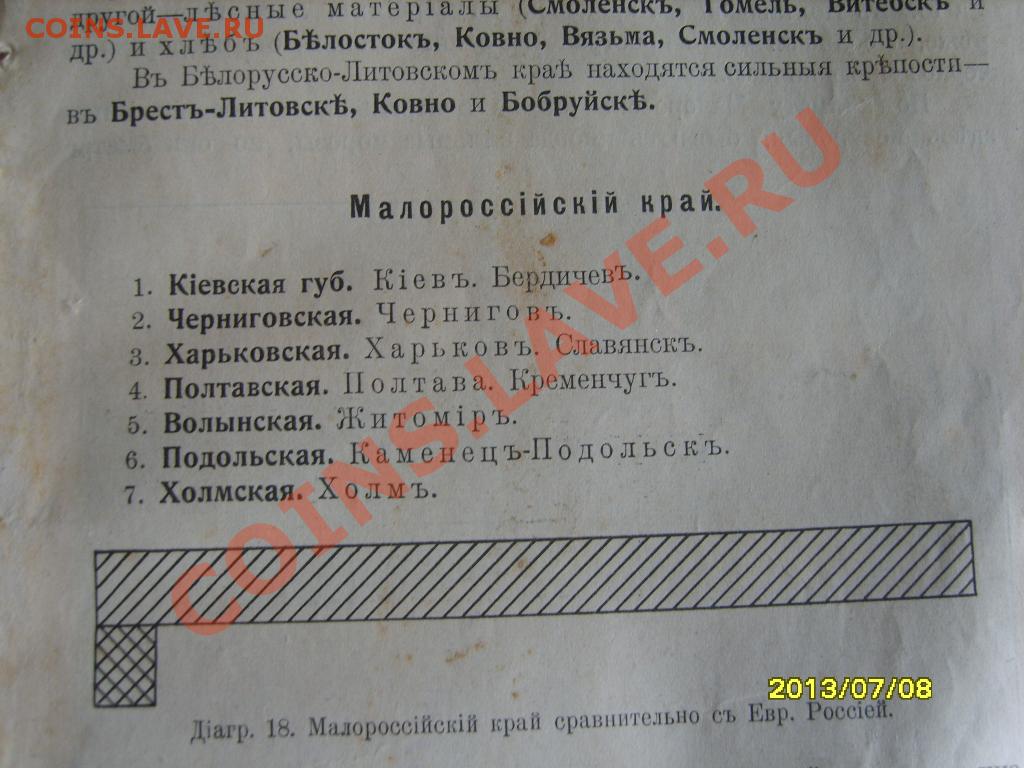 другой—лѣсные матеріалы (Смоленскъ, Гомель, Витебскъ и
COINS.LAVE.RU
др.) и хлѣбъ (Бѣлостокъ, Ковно, Вязьма, Смоленскъ и др.).
Въ Бѣлорусско-Литовскомъ краѣ находятся сильныя крѣпости—
въ Брестъ-Литовскѣ, Ковно и Бобруйскѣ.
Малороссійскій край.
1. Кіевская губ. Кіевъ. Бердичевъ.
2. Черниговская. Черниговъ.
3. Харьковская. Харьковъ. Славянскъ.
4. Полтавская. Полтава. Кременчугъ.
5. Волынская. Житоміръ.
6. Подольская. Каменецъ-Подольскъ.
7. Холмская. Холмъ.
COINS.LAVE.RU
2013/07/08
Діагр. 18. Малороссійскій край сравнительно съ Евр. Россіей.